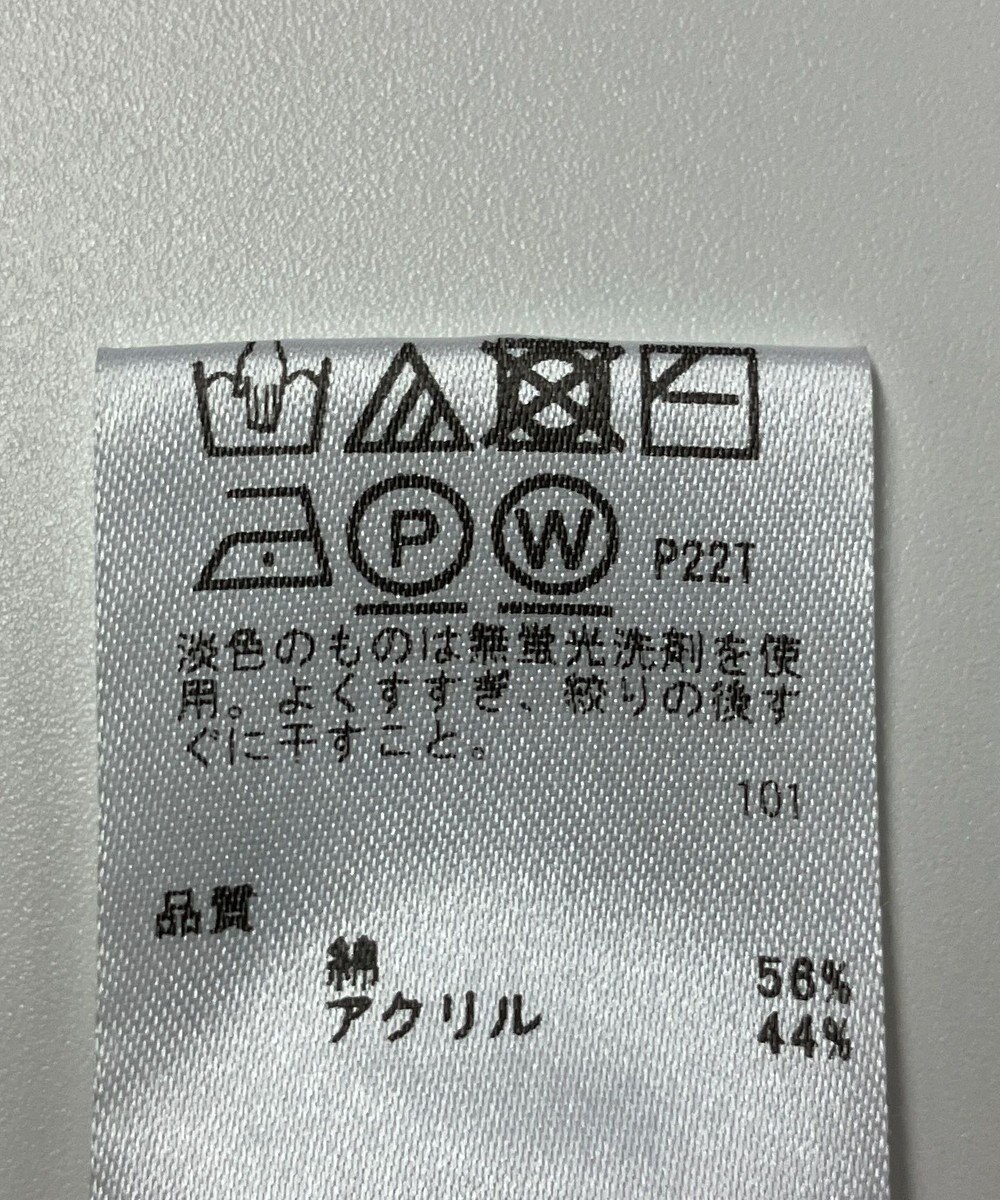 P W P22T
淡色のものは無蛍光洗剤を使
用。よくすすぎ、絞りの後す
ぐに干すこと。
101
品質
綿 56%
アクリル 44%